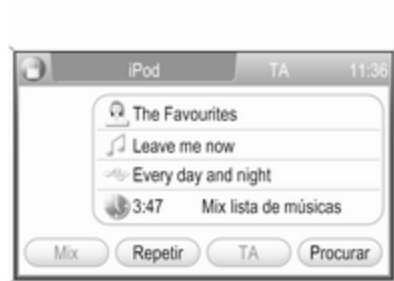 iPod TA 11:36
The Favourites
Leave me now
Every day and night
3:47 Mix lista de músicas
Mix Repetir TA Procurar